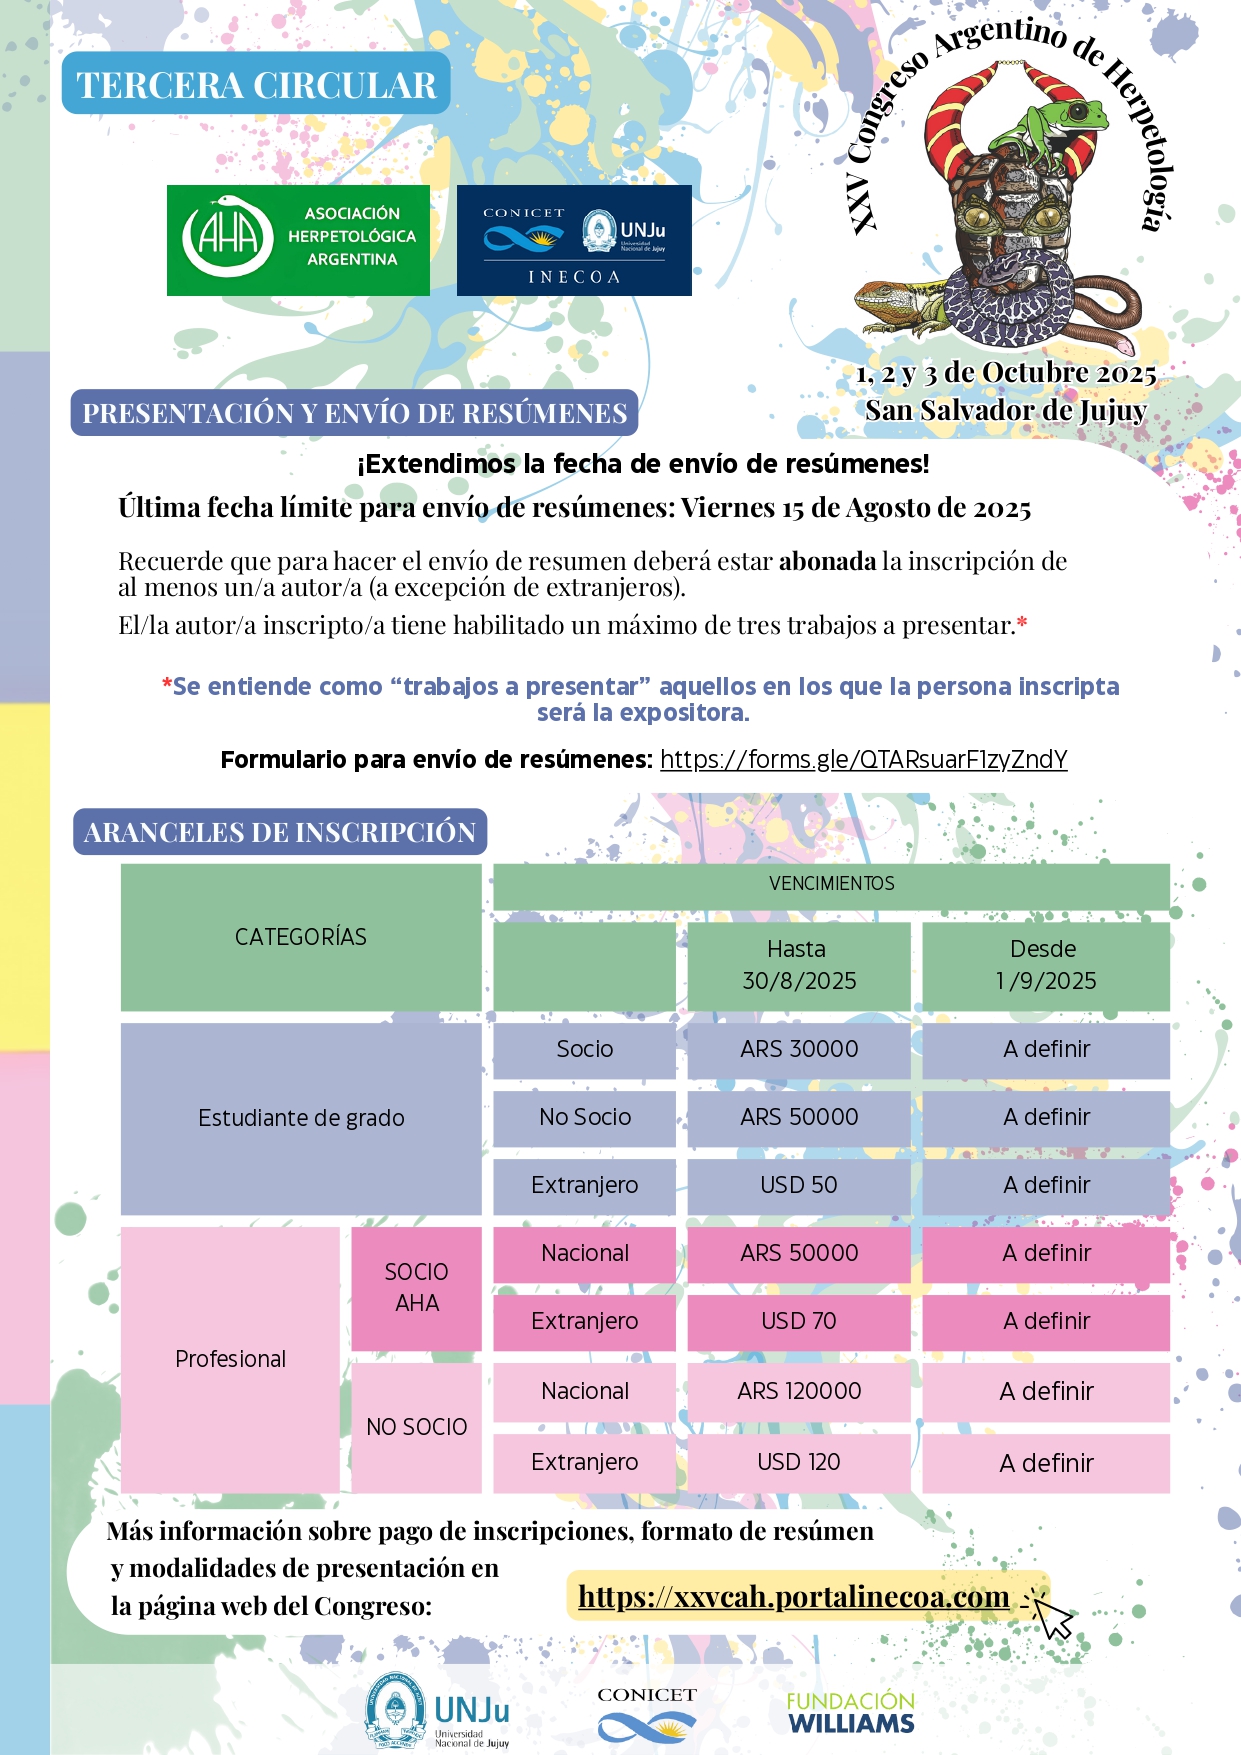 TERCERA CIRCULAR
XXV Congreso Argentino de Herpetología
AHA
ASOCIACIÓN
HERPETOLÓGICA
ARGENTINA
CONICET
UNJu
Universidad
Nacional de Jujuy
INECOA
1, 2 y 3 de Octubre 2025
San Salvador de Jujuy
PRESENTACIÓN Y ENVÍO DE RESÚMENES
¡Extendimos la fecha de envío de resúmenes!
Última fecha límite para envío de resúmenes: Viernes 15 de Agosto de 2025
Recuerde que para hacer el envío de resumen deberá estar abonada la inscripción de
al menos un/a autor/a (a excepción de extranjeros).
El/la autor/a inscripto/a tiene habilitado un máximo de tres trabajos a presentar.*
*Se entiende como “trabajos a presentar” aquellos en los que la persona inscripta
será la expositora.
Formulario para envío de resúmenes: https://forms.gle/QTARsuarF1zyZndY
ARANCELES DE INSCRIPCIÓN
CATEGORÍAS
VENCIMIENTOS
Hasta
30/8/2025
Desde
1 /9/2025
Estudiante de grado
Socio ARS 30000 A definir
No Socio ARS 50000 A definir
Extranjero USD 50 A definir
Profesional
SOCIO
AHA
Nacional ARS 50000 A definir
Extranjero USD 70 A definir
NO SOCIO
Nacional ARS 120000 A definir
Extranjero USD 120 A definir
Más información sobre pago de inscripciones, formato de resúmen
y modalidades de presentación en
la página web del Congreso:
https://xxvcah.portalinecoa.com
UNJu
Universidad
Nacional de Jujuy
CONICET
FUNDACIÓN
WILLIAMS